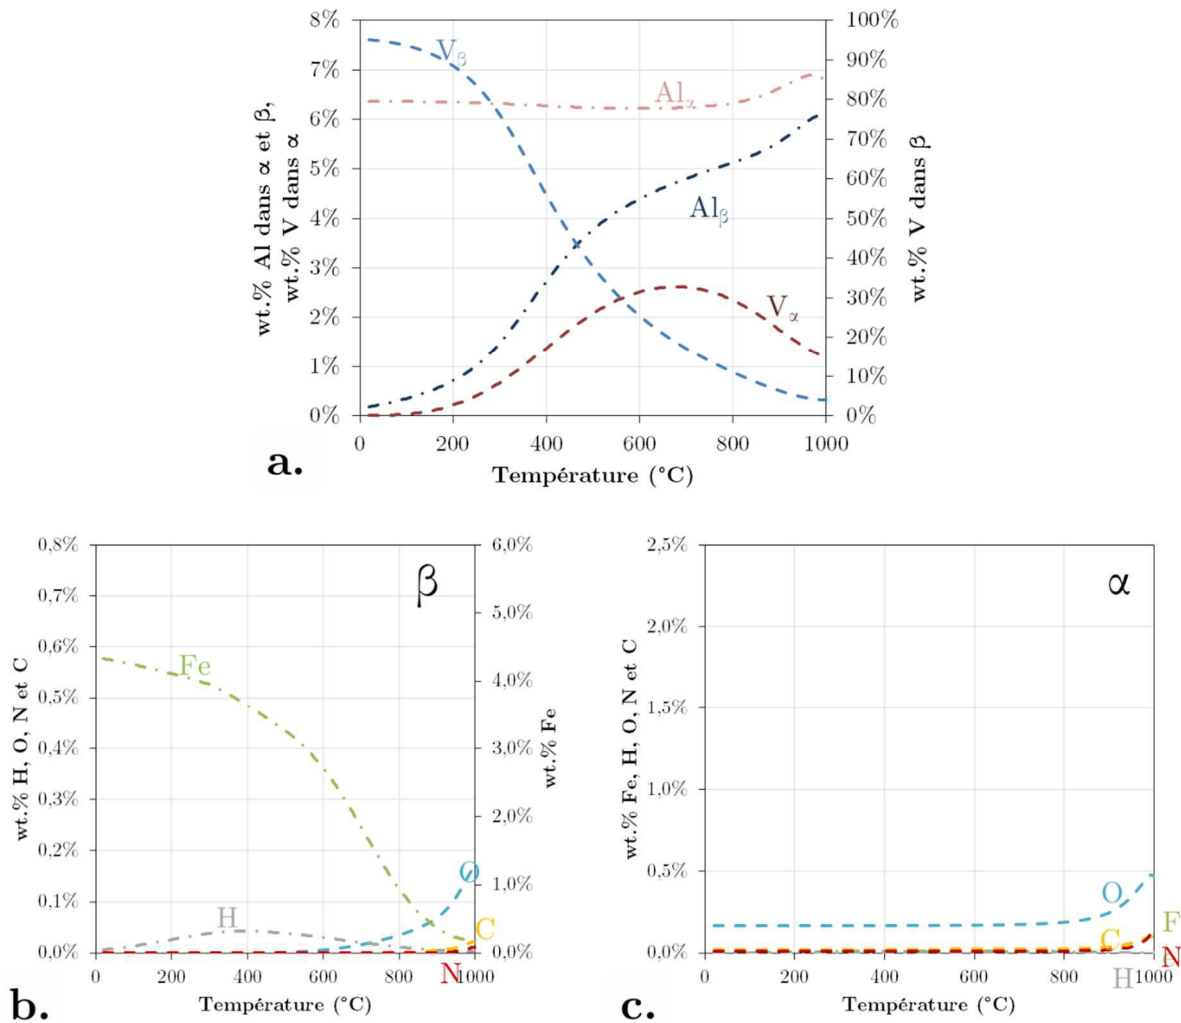 8%
7%
6%
5%
4%
3%
2%
1%
0%
wt.% Al dans α et β,
wt.% V dans α
V_β
Al_α
Al_β
V_α
100%
90%
80%
70%
60%
50%
40%
30%
20%
10%
0%
wt.% V dans β
0 200 400 600 800 1000
Température (°C)
a.
0,8%
0,7%
0,6%
0,5%
0,4%
0,3%
0,2%
0,1%
0.0%
wt.% H, O, N et C
β
Fe
H
O
C
N
6,0%
5,0%
4,0%
3,0%
2,0%
1,0%
0.0%
wt.% Fe
0 200 400 600 800 1000
Température (°C)
b.
2,5%
2,0%
1,5%
1,0%
0,5%
0.0%
wt.% Fe, H, O, N et C
α
O
C
F
N
H
0 200 400 600 800 1000
Température (°C)
c.